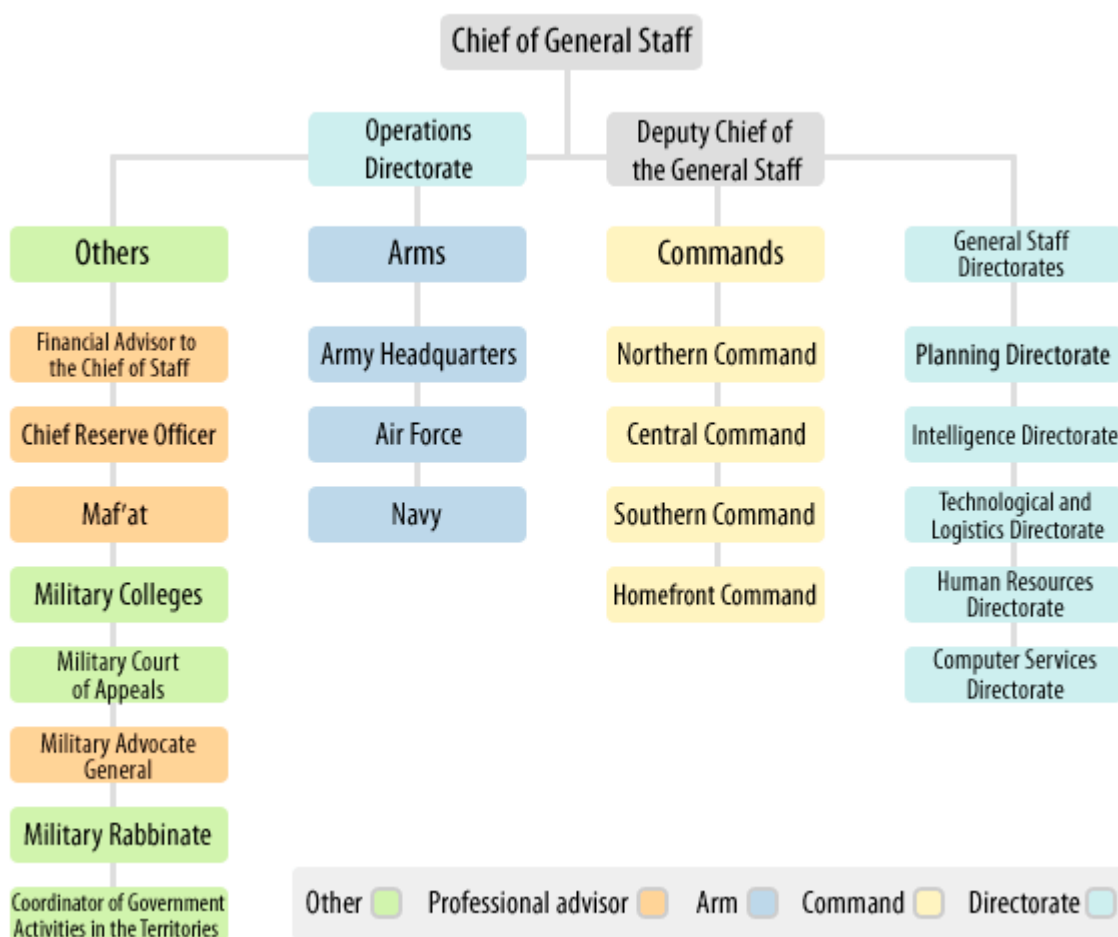 Chief of General Staff
Operations
Directorate
Deputy Chief of
the General Staff
Others
Financial Advisor to
the Chief of Staff
Chief Reserve Officer
Maf'at
Military Colleges
Military Court
of Appeals
Military Advocate
General
Military Rabbinate
Coordinator of Government
Activities in the Territories
Arms
Army Headquarters
Air Force
Navy
Commands
Northern Command
Central Command
Southern Command
Homefront Command
General Staff
Directorates
Planning Directorate
Intelligence Directorate
Technological and
Logistics Directorate
Human Resources
Directorate
Computer Services
Directorate
Other
Professional advisor
Arm
Command
Directorate